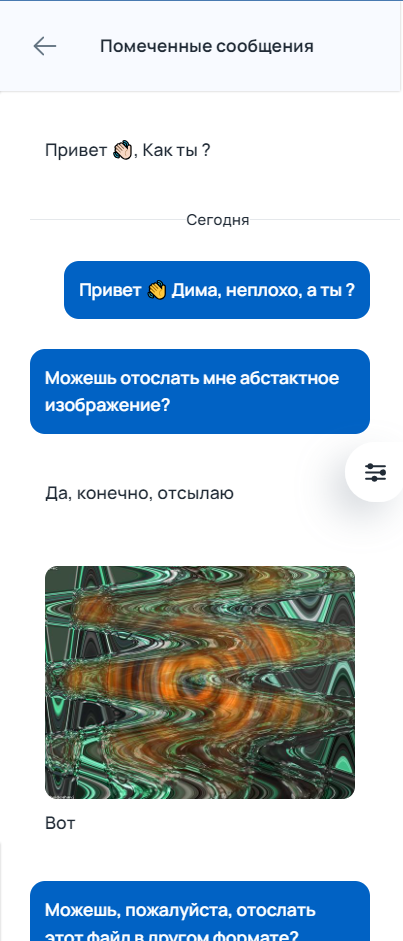 Помеченные сообщения
Привет 👋🏻, Как ты ?
Сегодня
Привет 👋 Дима, неплохо, а ты ?
Можешь отослать мне абстактное
изображение?
Да, конечно, отсылаю
Вот
Можешь, пожалуйста, отослать
этот файл в другом формате?